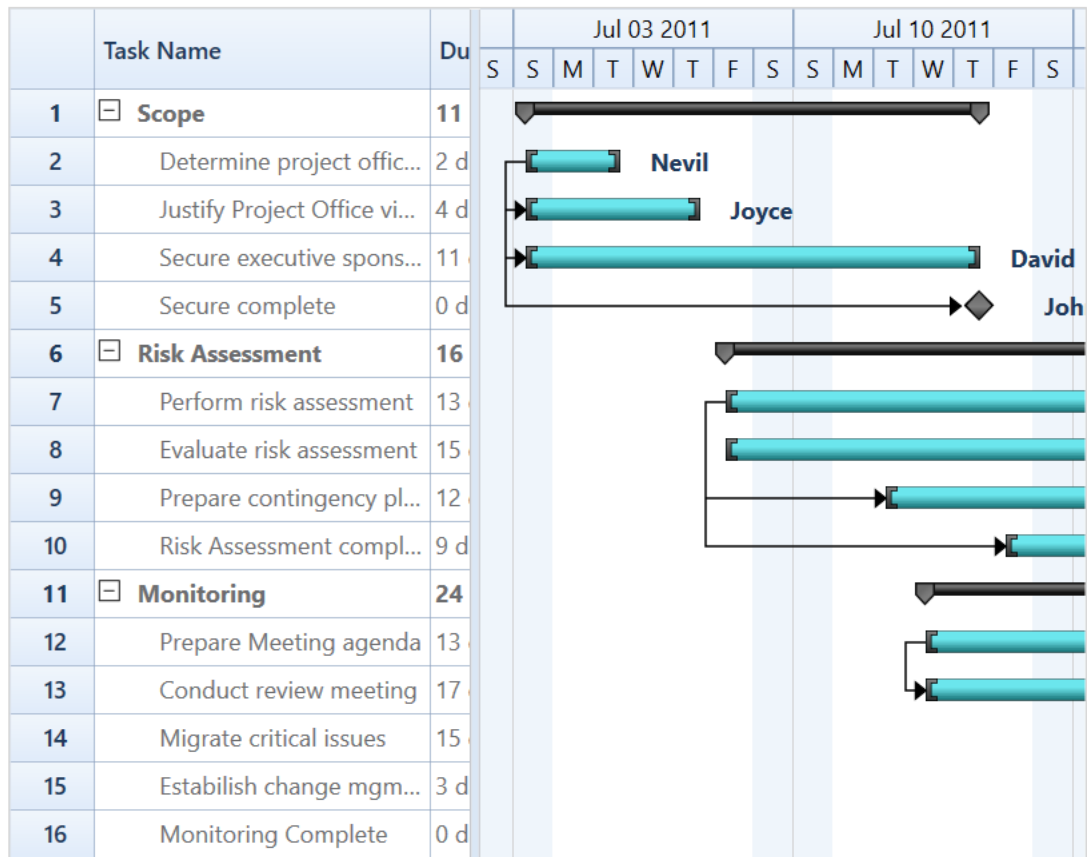 Task Name Du Jul 03 2011 Jul 10 2011
S S M T W T F S S M T W T F S
1 Scope 11
2 Determine project offic... 2 d Nevil
3 Justify Project Office vi... 4 d Joyce
4 Secure executive spons... 11 David
5 Secure complete 0 d Joh
6 Risk Assessment 16
7 Perform risk assessment 13
8 Evaluate risk assessment 15
9 Prepare contingency pl... 12
10 Risk Assessment compl... 9 d
11 Monitoring 24
12 Prepare Meeting agenda 13
13 Conduct review meeting 17
14 Migrate critical issues 15
15 Estabilish change mgm... 3 d
16 Monitoring Complete 0 d